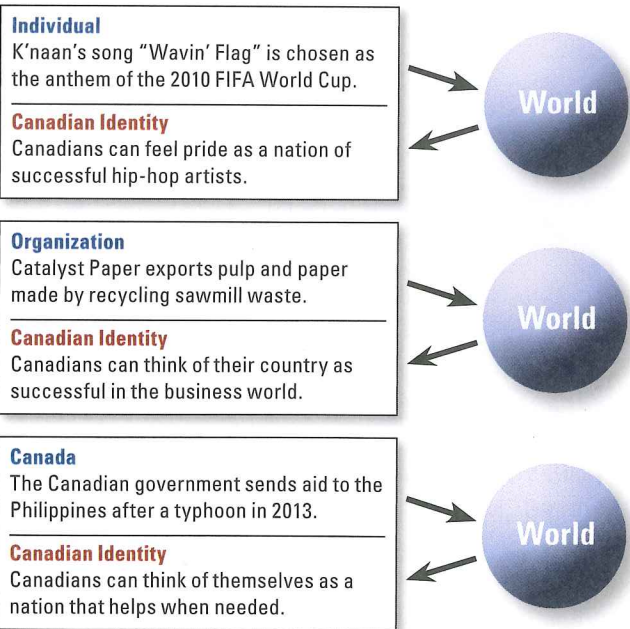 Individual
K'naan's song "Wavin' Flag" is chosen as
the anthem of the 2010 FIFA World Cup.
Canadian Identity
Canadians can feel pride as a nation of
successful hip-hop artists.
World
Organization
Catalyst Paper exports pulp and paper
made by recycling sawmill waste.
Canadian Identity
Canadians can think of their country as
successful in the business world.
World
Canada
The Canadian government sends aid to the
Philippines after a typhoon in 2013.
Canadian Identity
Canadians can think of themselves as a
nation that helps when needed.
World